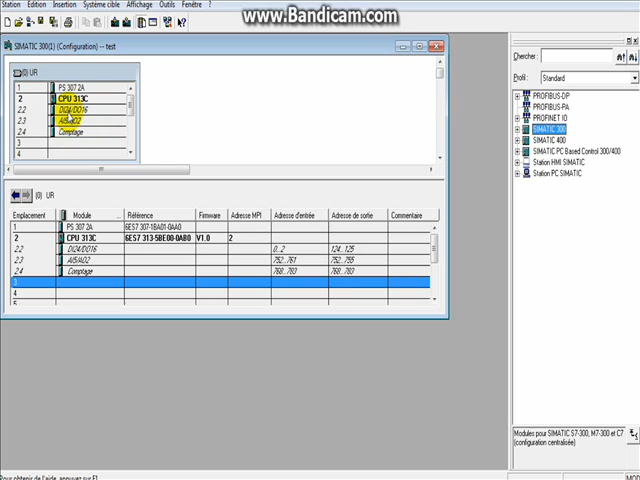 www.Bandicam.com
Station Edition Insertion Système cible Affichage Outils Fenêtre ?
SIMATIC 300(1) (Configuration) -- test
(0) UR
1 PS 307 2A
2 CPU 313C
2.2 DI24/DO16
2.3 AI5/AO2
2.4 Comptage
3
4
(0) UR
Emplacement Module ... Référence Firmware Adresse MPI Adresse d'entrée Adresse de sortie Commentaire
1 PS 307 2A 6ES7 307-1BA01-0AA0
2 CPU 313C 6ES7 313-5BE00-0AB0 V1.0 2
2.2 DI24/DO16 0...2 124...125
2.3 AI5/AO2 752...761 752...755
2.4 Comptage 768...783 768...783
3
4
5
Chercher :
Profil : Standard
PROFIBUS-DP
PROFIBUS-PA
PROFINET IO
SIMATIC 300
SIMATIC 400
SIMATIC PC Based Control 300/400
Station HMI SIMATIC
Station PC SIMATIC
Modules pour SIMATIC S7-300, M7-300 et C7
(configuration centralisée)
Pour obtenir de l'aide, appuyez sur F1.
MOD